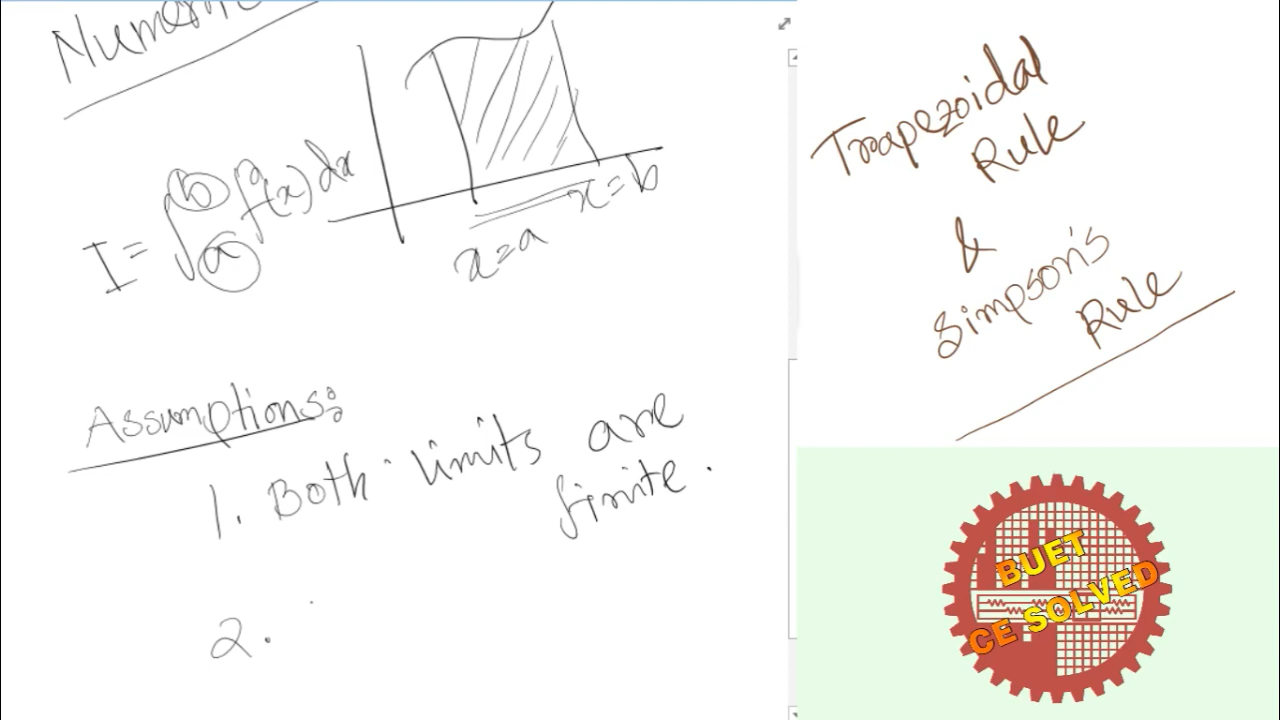 Numeric
I = ∫ₐᵇ f(x) dx
x = a
x = b
Assumptions:
1. Both limits are
finite.
2.
Trapezoidal
Rule
&
Simpson's
Rule
BUET
CE SOLVED